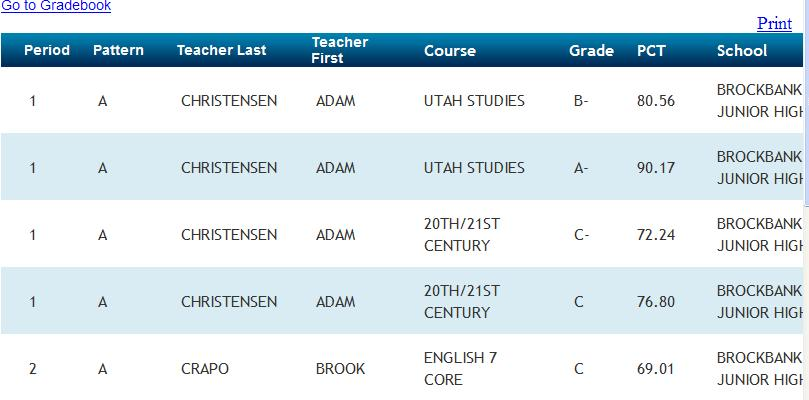 Go to Gradebook
Print
Period Pattern Teacher Last Teacher First Course Grade PCT School
1 A CHRISTENSEN ADAM UTAH STUDIES B- 80.56 BROCKBANK JUNIOR HIGH
1 A CHRISTENSEN ADAM UTAH STUDIES A- 90.17 BROCKBANK JUNIOR HIGH
1 A CHRISTENSEN ADAM 20TH/21ST CENTURY C- 72.24 BROCKBANK JUNIOR HIGH
1 A CHRISTENSEN ADAM 20TH/21ST CENTURY C 76.80 BROCKBANK JUNIOR HIGH
2 A CRAPO BROOK ENGLISH 7 CORE C 69.01 BROCKBANK JUNIOR HIGH